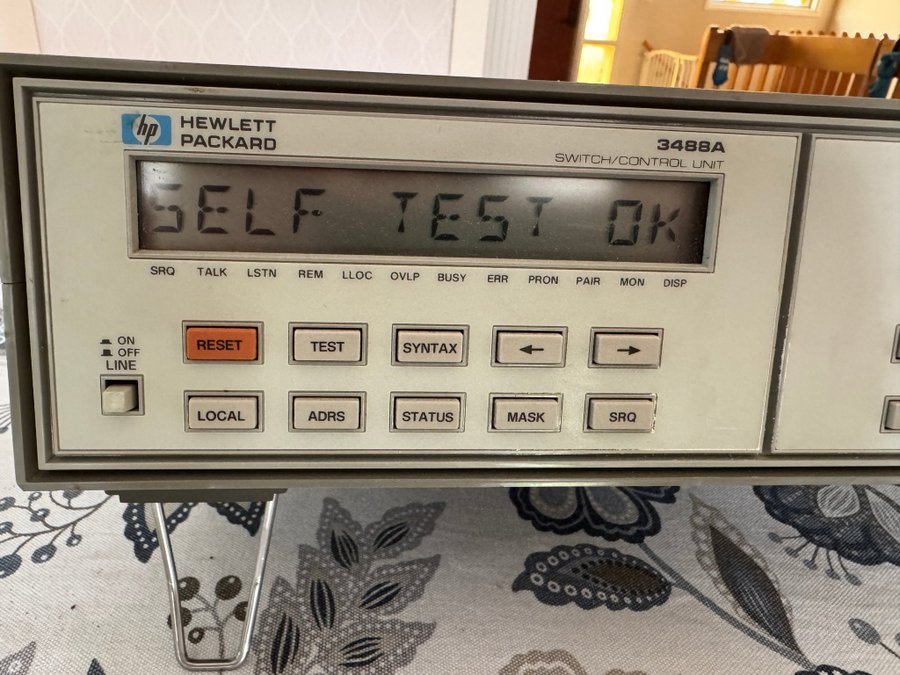 hp HEWLETT
PACKARD
3488A
SWITCH/CONTROL UNIT
SELF TEST OK
SRQ TALK LSTN REM LLOC OVLP BUSY ERR PRON PAIR MON DISP
ON
OFF
LINE
RESET TEST SYNTAX ← →
LOCAL ADRS STATUS MASK SRQ